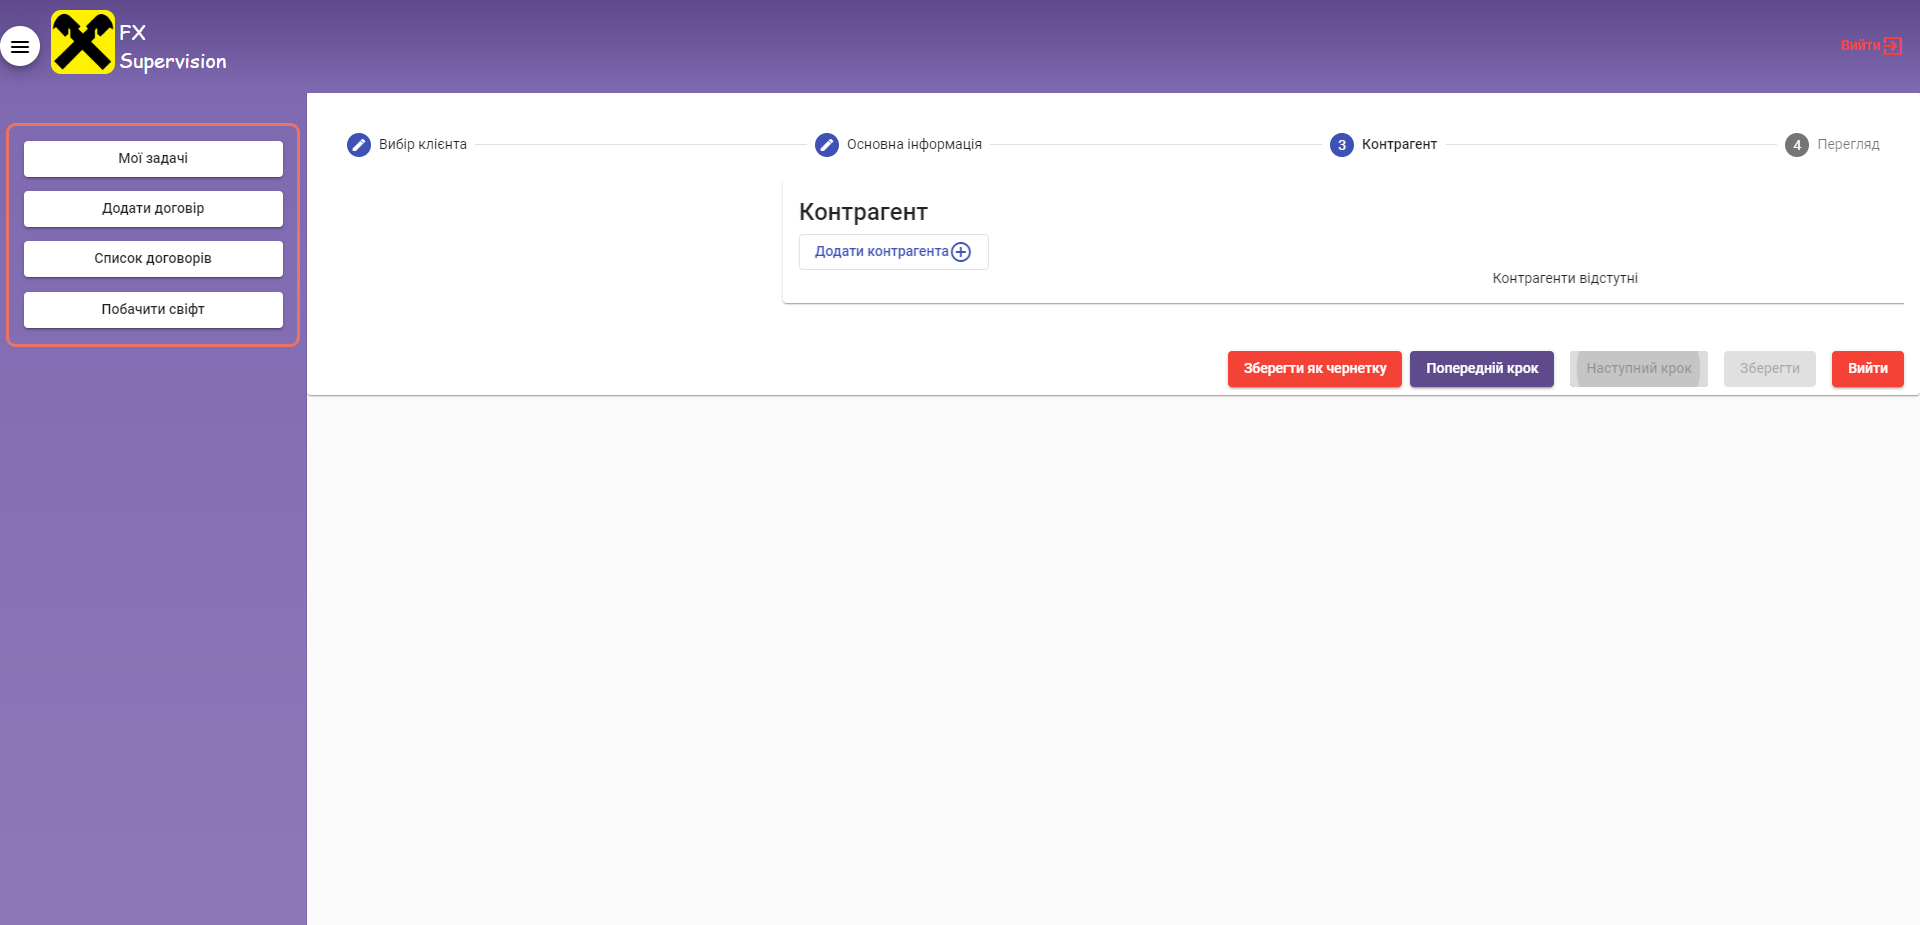 FX
Supervision
Вийти
Мої задачі
Додати договір
Список договорів
Побачити свіфт
Вибір клієнта
Основна інформація
3 Контрагент
4 Перегляд
Контрагент
Додати контрагента
Контрагенти відсутні
Зберегти як чернетку
Попередній крок
Наступний крок
Зберегти
Вийти